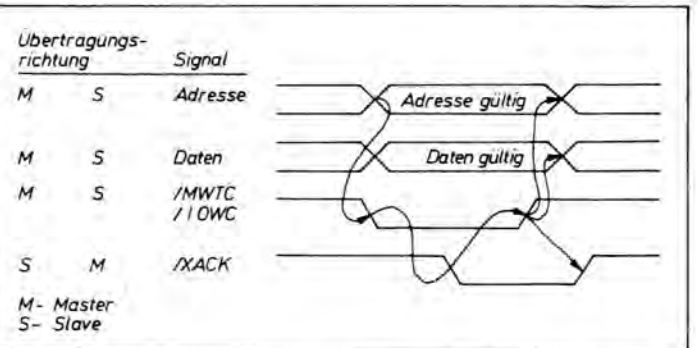 Übertragungs-
richtung Signal
M S Adresse Adresse gültig
M S Daten Daten gültig
M S /MWTC
/IOWC
S M /XACK
M- Master
S- Slave